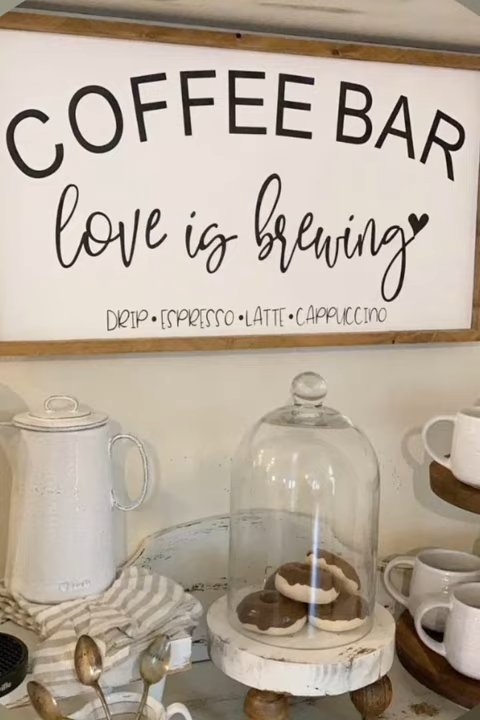 COFFEE BAR
love is brewing
DRIP • ESPRESSO • LATTE • CAPPUCCINO